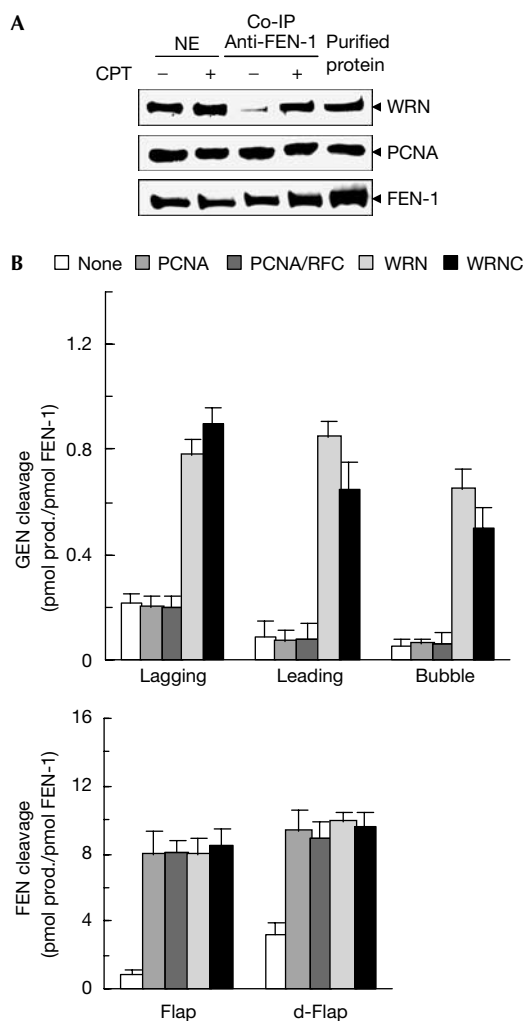 A
Co-IP
NE Anti-FEN-1 Purified
protein
CPT – + – +
WRN
PCNA
FEN-1
B None PCNA PCNA/RFC WRN WRNC
GEN cleavage
(pmol prod./pmol FEN-1)
1.2
0.8
0.4
0
Lagging Leading Bubble
FEN cleavage
(pmol prod./pmol FEN-1)
16
12
8
4
0
Flap d-Flap